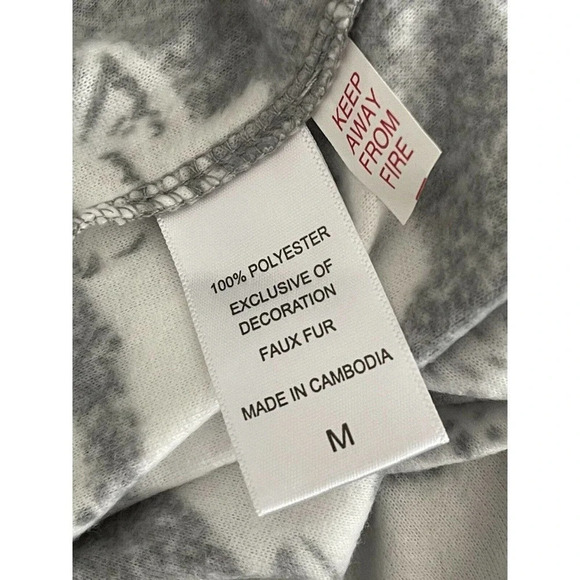 KEEP
AWAY
FROM
FIRE
100% POLYESTER
EXCLUSIVE OF
DECORATION
FAUX FUR
MADE IN CAMBODIA
M